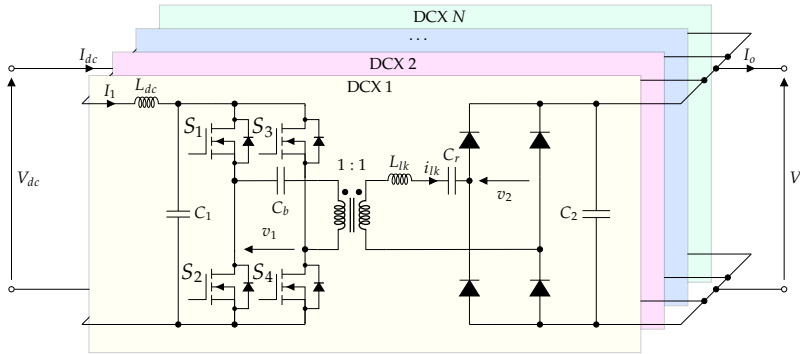 DCX N
...
DCX 2
DCX 1
I_dc
I_o
I_1
L_dc
S_1
S_3
1 : 1
L_lk
i_lk
C_r
V_dc
C_1
C_b
v_1
v_2
C_2
V
S_2
S_4